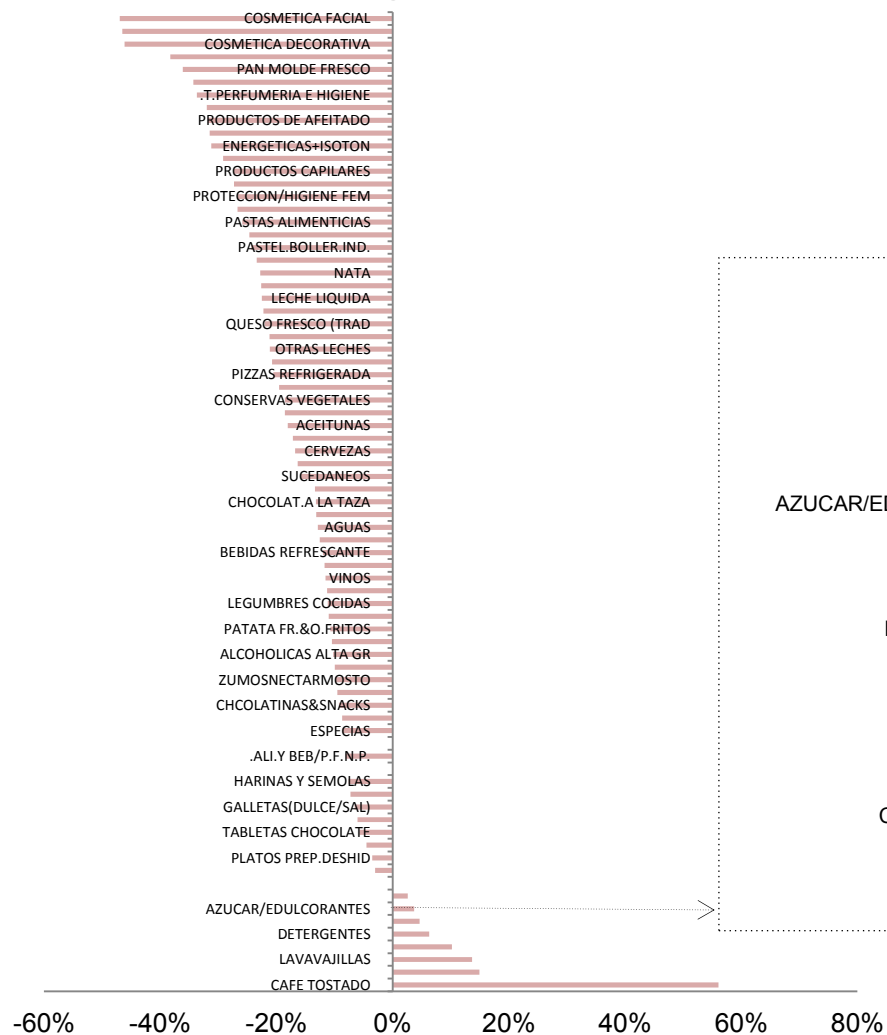 COSMETICA FACIAL
COSMETICA DECORATIVA
PAN MOLDE FRESCO
.T.PERFUMERIA E HIGIENE
PRODUCTOS DE AFEITADO
ENERGETICAS+ISOTON
PRODUCTOS CAPILARES
PROTECCION/HIGIENE FEM
PASTAS ALIMENTICIAS
PASTEL.BOLLER.IND.
NATA
LECHE LIQUIDA
QUESO FRESCO (TRAD
OTRAS LECHES
PIZZAS REFRIGERADA
CONSERVAS VEGETALES
ACEITUNAS
CERVEZAS
SUCEDANEOS
CHOCOLAT.A LA TAZA
AZUCAR/ED
AGUAS
BEBIDAS REFRESCANTE
VINOS
LEGUMBRES COCIDAS
PATATA FR.&O.FRITOS
ALCOHOLICAS ALTA GR
ZUMOSNECTARMOSTO
CHCOLATINAS&SNACKS
ESPECIAS
.ALI.Y BEB/P.F.N.P.
HARINAS Y SEMOLAS
GALLETAS(DULCE/SAL)
TABLETAS CHOCOLATE
PLATOS PREP.DESHID
AZUCAR/EDULCORANTES
DETERGENTES
LAVAVAJILLAS
CAFE TOSTADO
-60% -40% -20% 0% 20% 40% 60% 80%